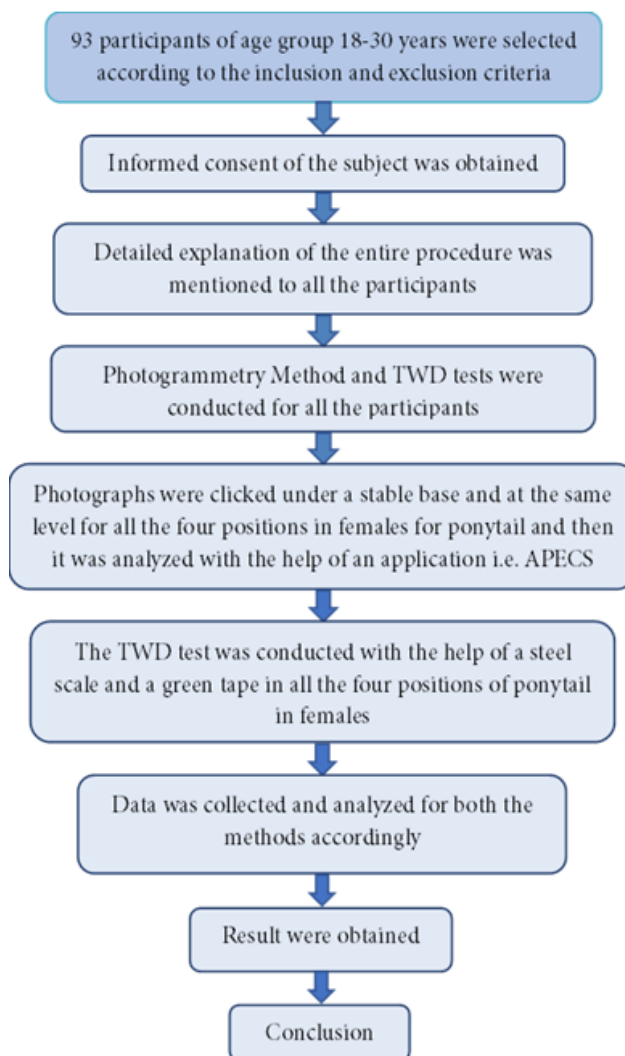 93 participants of age group 18-30 years were selected
according to the inclusion and exclusion criteria
Informed consent of the subject was obtained
Detailed explanation of the entire procedure was
mentioned to all the participants
Photogrammetry Method and TWD tests were
conducted for all the participants
Photographs were clicked under a stable base and at the same
level for all the four positions in females for ponytail and then
it was analyzed with the help of an application i.e. APECS
The TWD test was conducted with the help of a steel
scale and a green tape in all the four positions of ponytail
in females
Data was collected and analyzed for both the
methods accordingly
Result were obtained
Conclusion